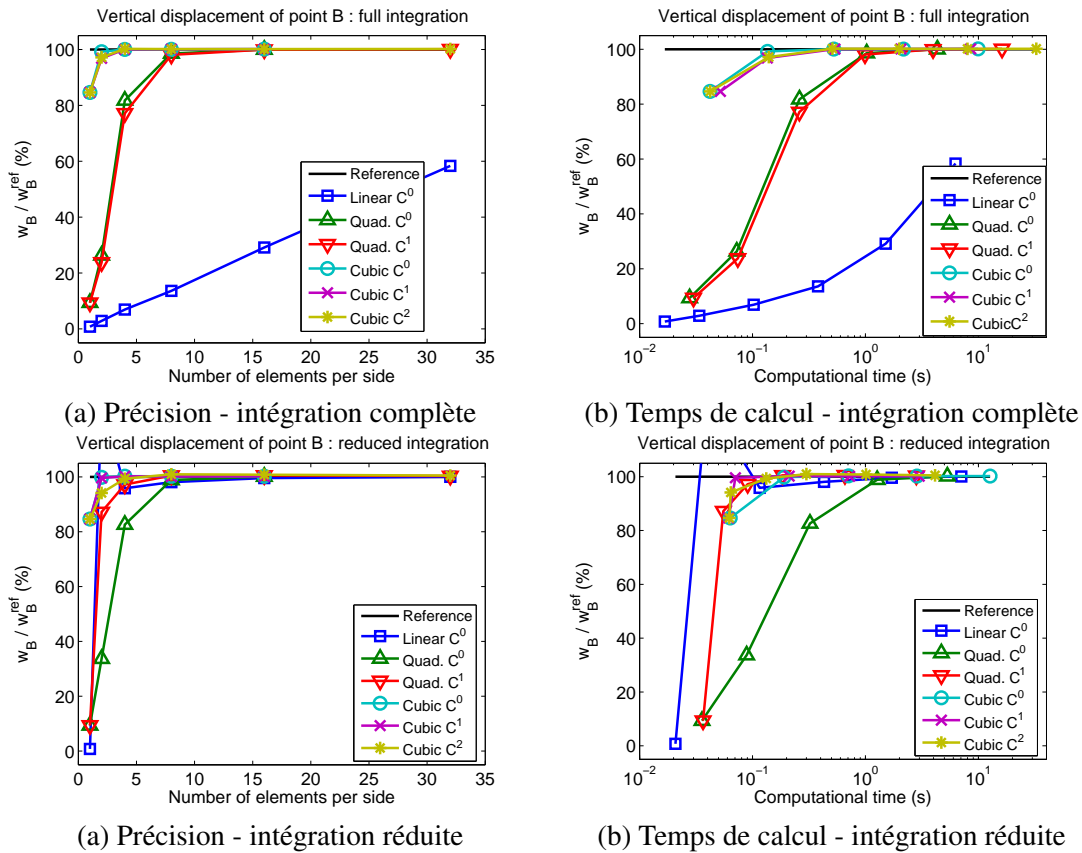 Vertical displacement of point B : full integration
100
80
60
40
20
0
w_B / w_B^ref (%)
0 5 10 15 20 25 30 35
Number of elements per side
Reference
Linear C^0
Quad. C^0
Quad. C^1
Cubic C^0
Cubic C^1
Cubic C^2
(a) Précision - intégration complète
Vertical displacement of point B : full integration
100
80
60
40
20
0
w_B / w_B^ref (%)
10^-2 10^-1 10^0 10^1
Computational time (s)
Reference
Linear C^0
Quad. C^0
Quad. C^1
Cubic C^0
Cubic C^1
CubicC^2
(b) Temps de calcul - intégration complète
Vertical displacement of point B : reduced integration
100
80
60
40
20
0
w_B / w_B^ref (%)
0 5 10 15 20 25 30 35
Number of elements per side
Reference
Linear C^0
Quad. C^0
Quad. C^1
Cubic C^0
Cubic C^1
Cubic C^2
(a) Précision - intégration réduite
Vertical displacement of point B : reduced integration
100
80
60
40
20
0
w_B / w_B^ref (%)
10^-2 10^-1 10^0 10^1
Computational time (s)
Reference
Linear C^0
Quad. C^0
Quad. C^1
Cubic C^0
Cubic C^1
Cubic C^2
(b) Temps de calcul - intégration réduite